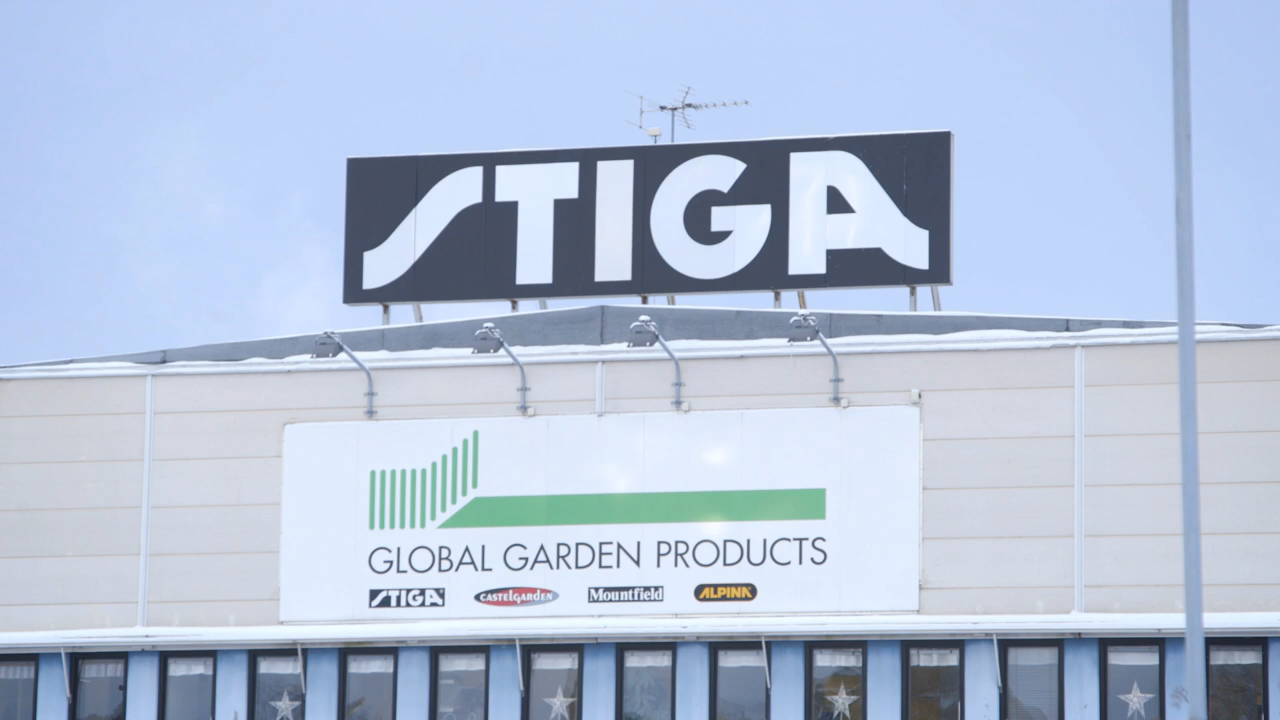 STIGA
GLOBAL GARDEN PRODUCTS
STIGA CASTELGARDEN Mountfield ALPINA